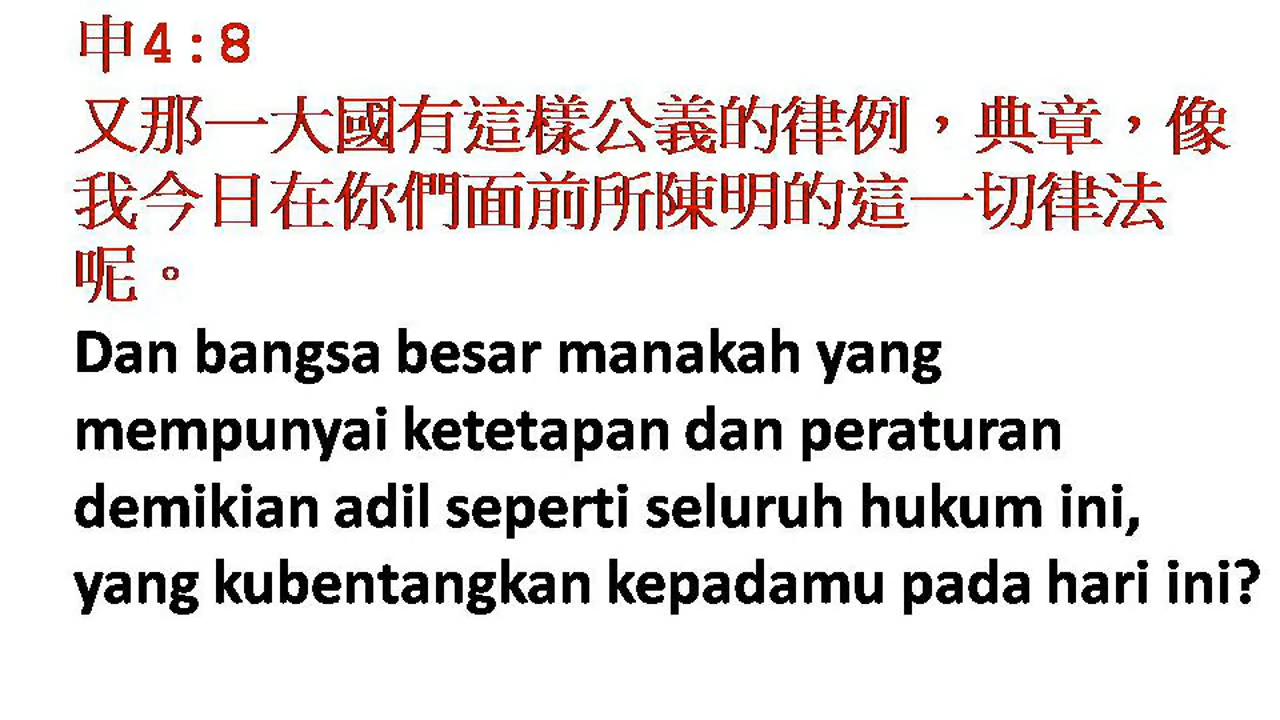 申4:8
又那一大國有這樣公義的律例，典章，像
我今日在你們面前所陳明的這一切律法
呢。
Dan bangsa besar manakah yang
mempunyai ketetapan dan peraturan
demikian adil seperti seluruh hukum ini,
yang kubentangkan kepadamu pada hari ini?